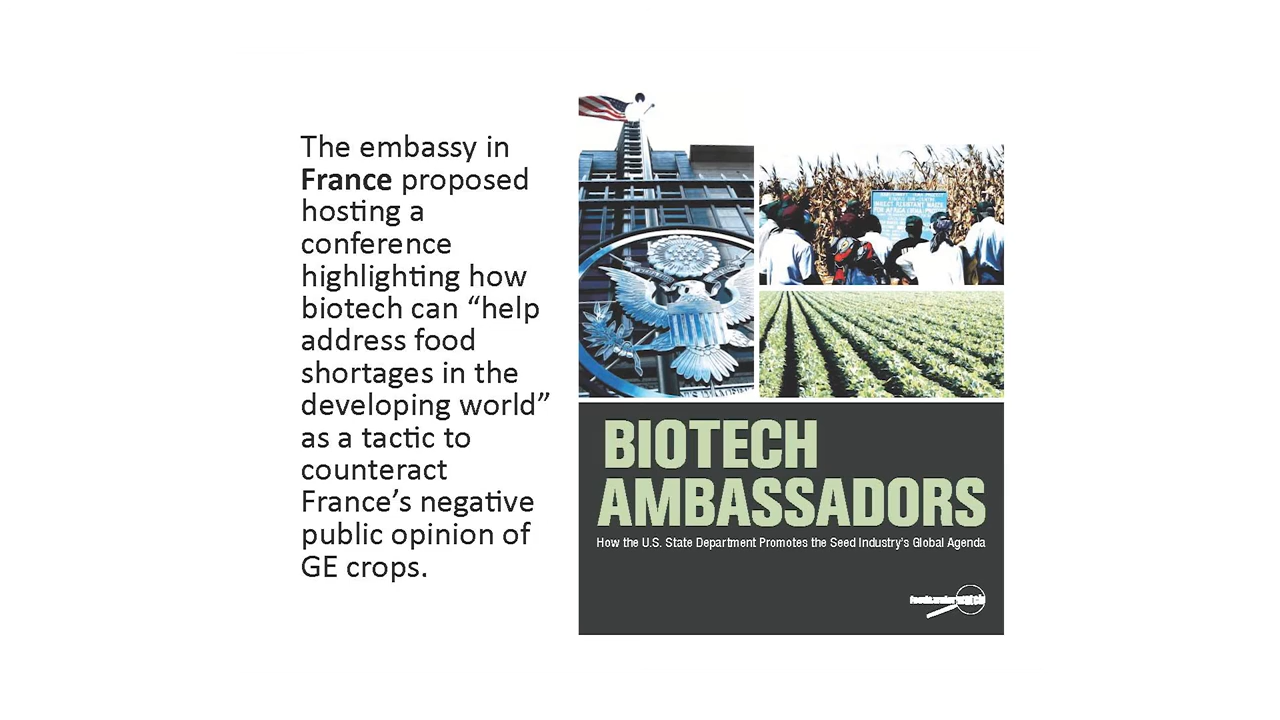 The embassy in
France proposed
hosting a
conference
highlighting how
biotech can “help
address food
shortages in the
developing world”
as a tactic to
counteract
France’s negative
public opinion of
GE crops.
BIOTECH
AMBASSADORS
How the U.S. State Department Promotes the Seed Industry’s Global Agenda